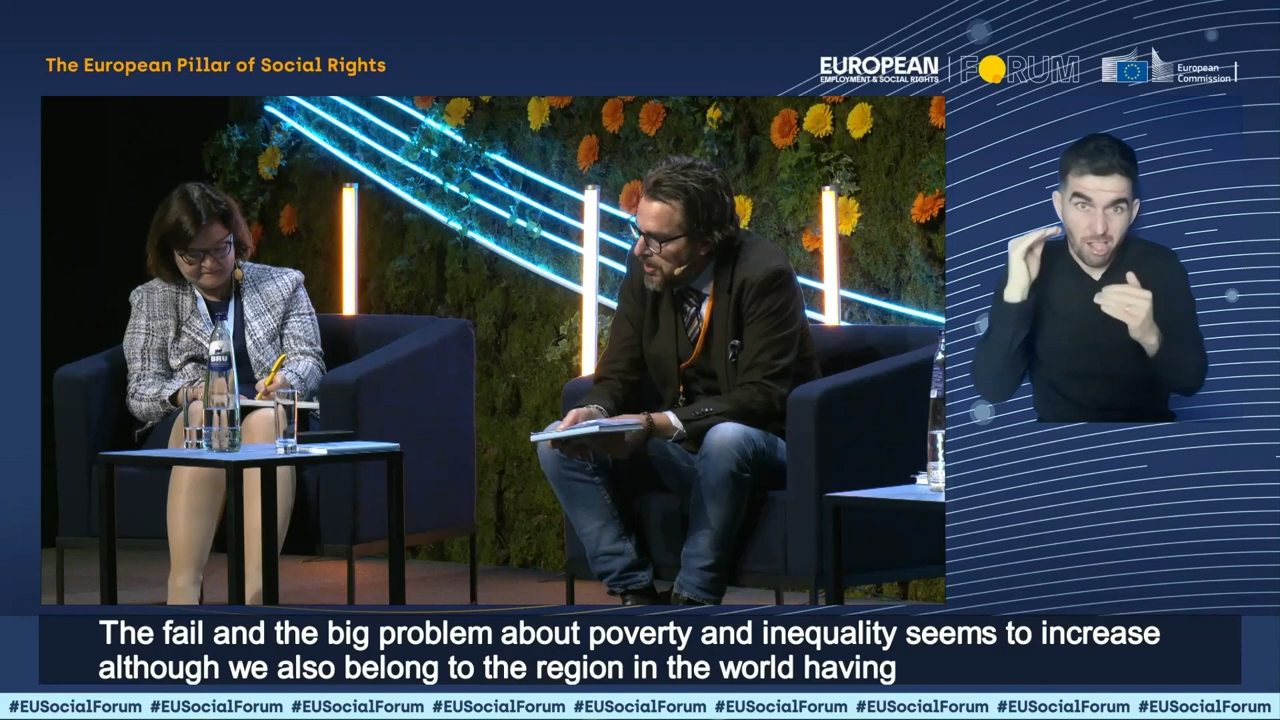 The European Pillar of Social Rights
EUROPEAN
EMPLOYMENT & SOCIAL RIGHTS
FORUM
European
Commission
BRU
The fail and the big problem about poverty and inequality seems to increase
although we also belong to the region in the world having
#EUSocialForum #EUSocialForum #EUSocialForum #EUSocialForum #EUSocialForum #EUSocialForum #EUSocialForum #EUSocialForum #EUSocialForum